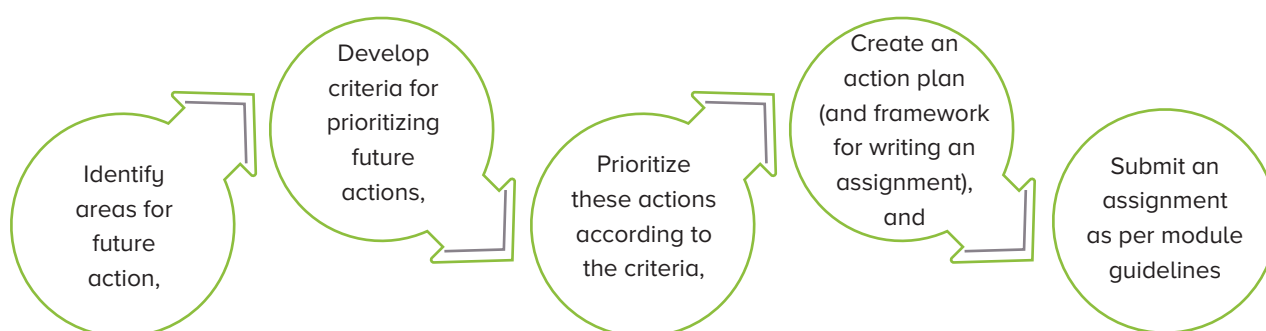 Identify
areas for
future
action,
Develop
criteria for
prioritizing
future
actions,
Prioritize
these actions
according to
the criteria,
Create an
action plan
(and framework
for writing an
assignment),
and
Submit an
assignment
as per module
guidelines